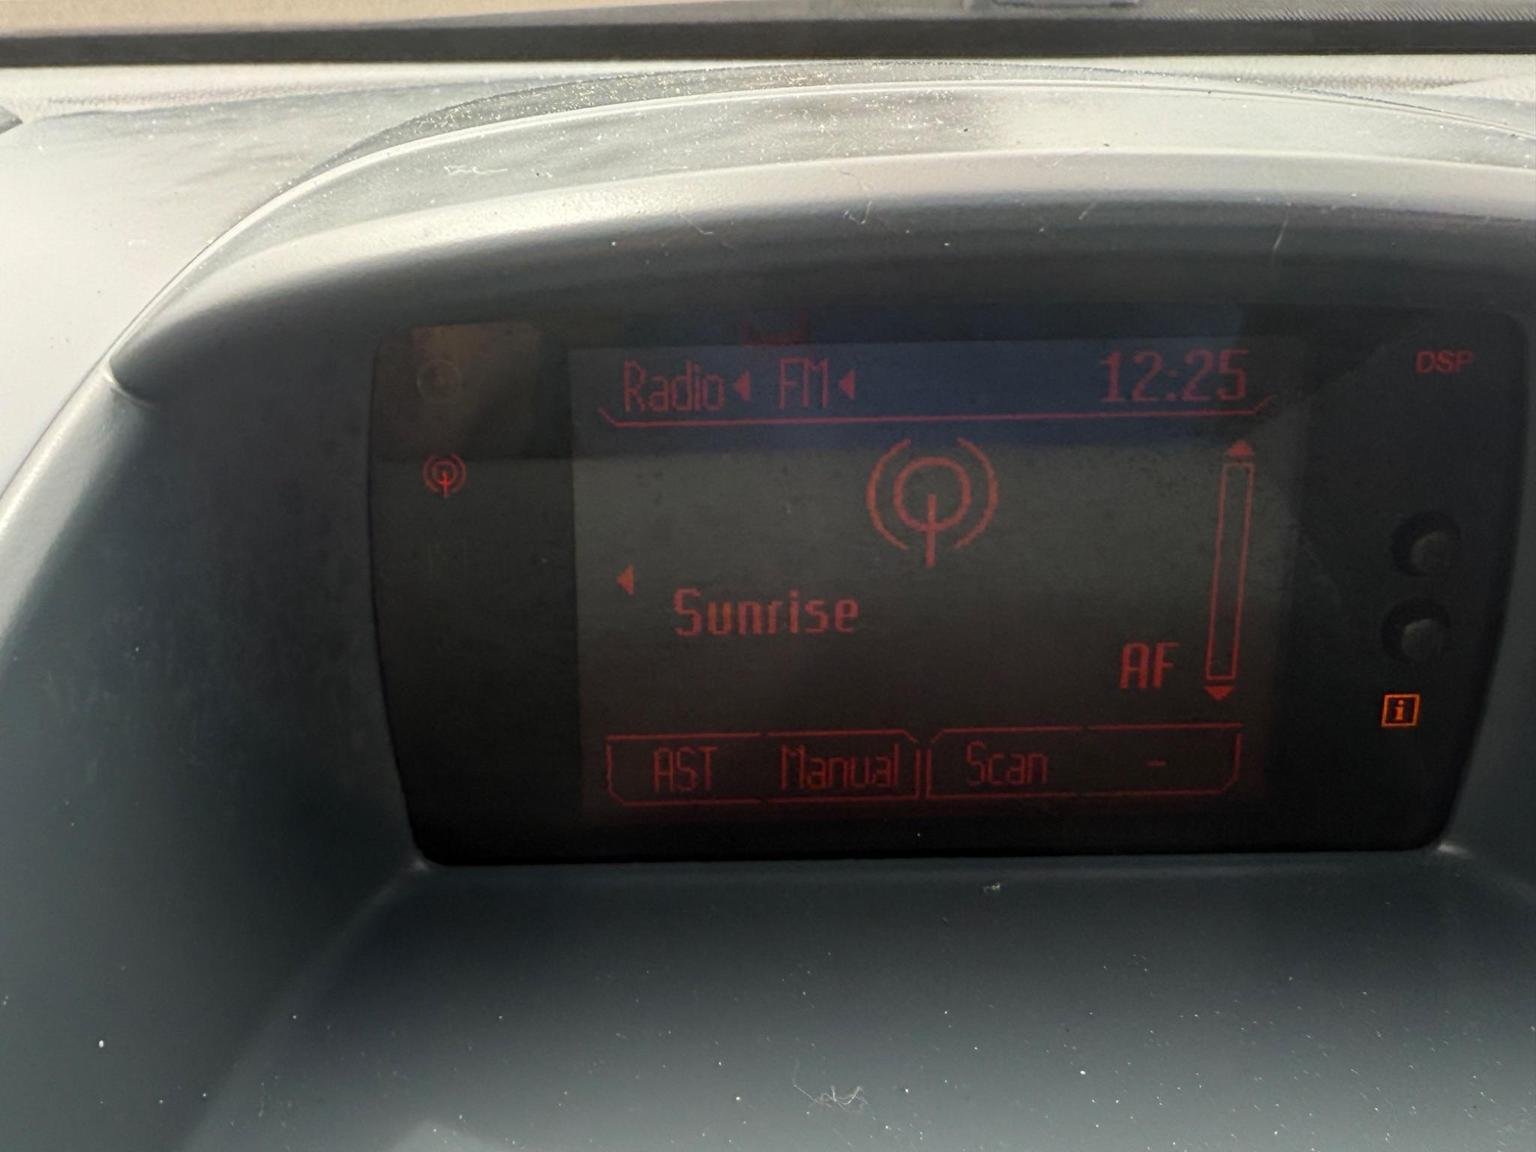 Radio FM 12:25
DSP
Sunrise
AF
i
AST Manual Scan -